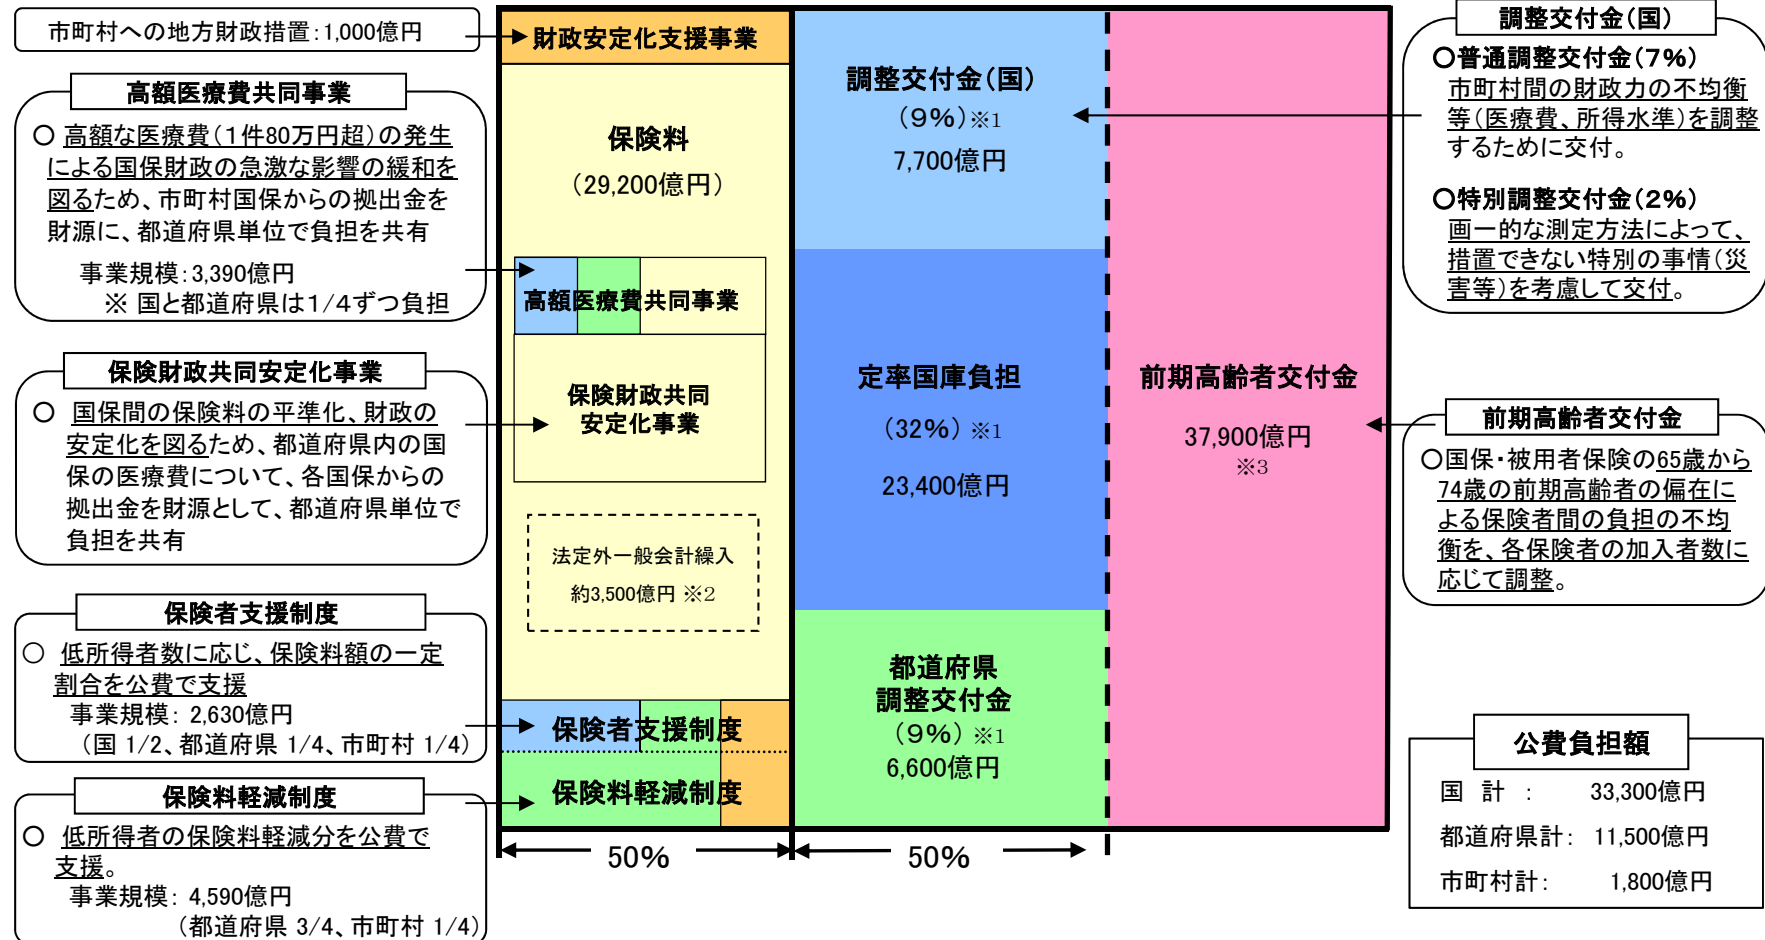 市町村への地方財政措置：1,000億円
高額医療費共同事業
○ 高額な医療費（１件80万円超）の発生
による国保財政の急激な影響の緩和を
図るため、市町村国保からの拠出金を
財源に、都道府県単位で負担を共有
事業規模：3,390億円
※ 国と都道府県は１/４ずつ負担
保険財政共同安定化事業
○ 国保間の保険料の平準化、財政の
安定化を図るため、都道府県内の国
保の医療費について、各国保からの
拠出金を財源として、都道府県単位で
負担を共有
保険者支援制度
○ 低所得者数に応じ、保険料額の一定
割合を公費で支援
事業規模： 2,630億円
（国 1/2、都道府県 1/4、市町村 1/4）
保険料軽減制度
○ 低所得者の保険料軽減分を公費で
支援。
事業規模： 4,590億円
（都道府県 3/4、市町村 1/4）
財政安定化支援事業
保険料
（29,200億円）
高額医療費共同事業
保険財政共同
安定化事業
法定外一般会計繰入
約3,500億円 ※2
保険者支援制度
保険料軽減制度
50%
調整交付金（国）
（９%）※1
7,700億円
定率国庫負担
（32%） ※1
23,400億円
都道府県
調整交付金
（９%） ※1
6,600億円
50%
前期高齢者交付金
37,900億円
※3
調整交付金（国）
○普通調整交付金（７%）
市町村間の財政力の不均衡
等（医療費、所得水準）を調整
するために交付。
○特別調整交付金（２%）
画一的な測定方法によって、
措置できない特別の事情（災
害等）を考慮して交付。
前期高齢者交付金
○国保・被用者保険の65歳から
74歳の前期高齢者の偏在に
よる保険者間の負担の不均
衡を、各保険者の加入者数に
応じて調整。
公費負担額
国 計 ： 33,300億円
都道府県計： 11,500億円
市町村計： 1,800億円